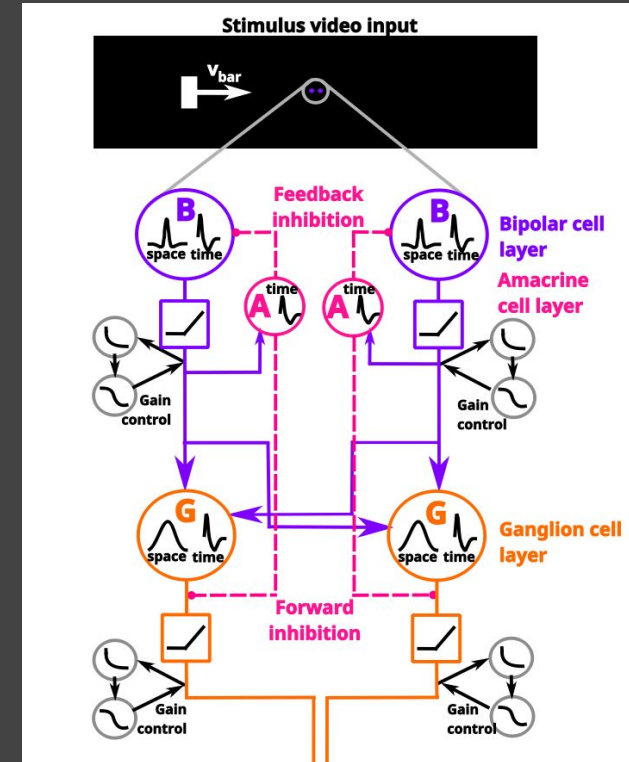 Stimulus video input
vbar
Feedback
inhibition
B
space time
B
space time
Bipolar cell
layer
Amacrine
cell layer
A
time
A
time
Gain
control
Gain
control
G
space time
G
space time
Ganglion cell
layer
Forward
inhibition
Gain
control
Gain
control